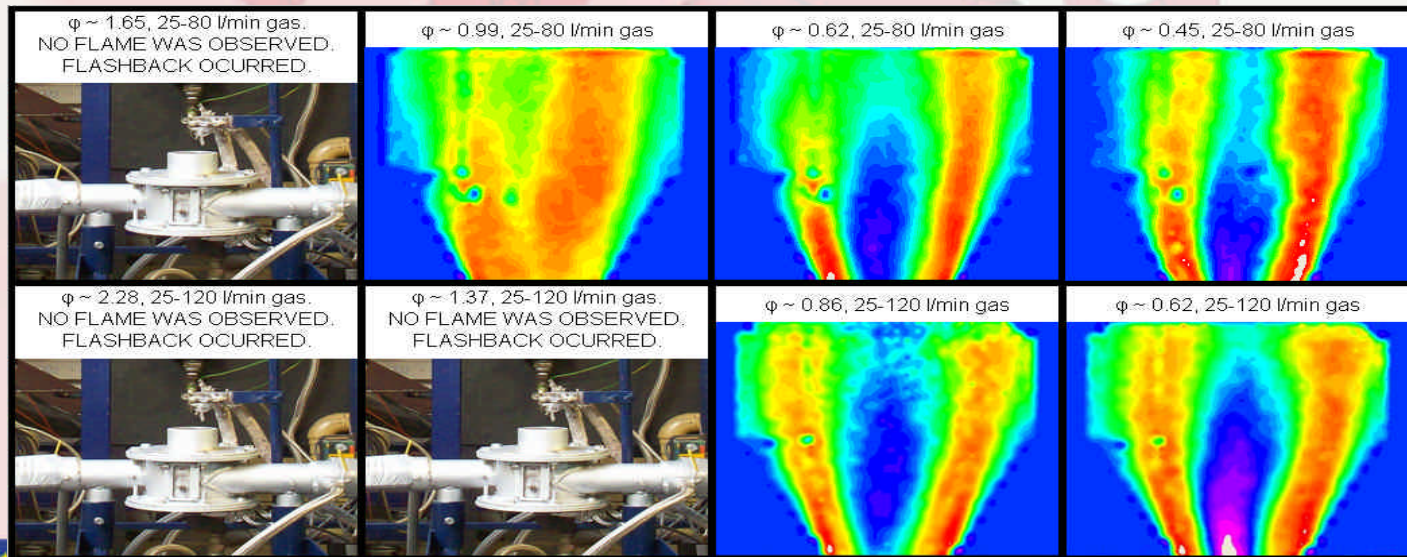 φ ~ 1.65, 25-80 l/min gas.
NO FLAME WAS OBSERVED.
FLASHBACK OCURRED.
φ ~ 0.99, 25-80 l/min gas
φ ~ 0.62, 25-80 l/min gas
φ ~ 0.45, 25-80 l/min gas
φ ~ 2.28, 25-120 l/min gas.
NO FLAME WAS OBSERVED.
FLASHBACK OCURRED.
φ ~ 1.37, 25-120 l/min gas.
NO FLAME WAS OBSERVED.
FLASHBACK OCURRED.
φ ~ 0.86, 25-120 l/min gas
φ ~ 0.62, 25-120 l/min gas